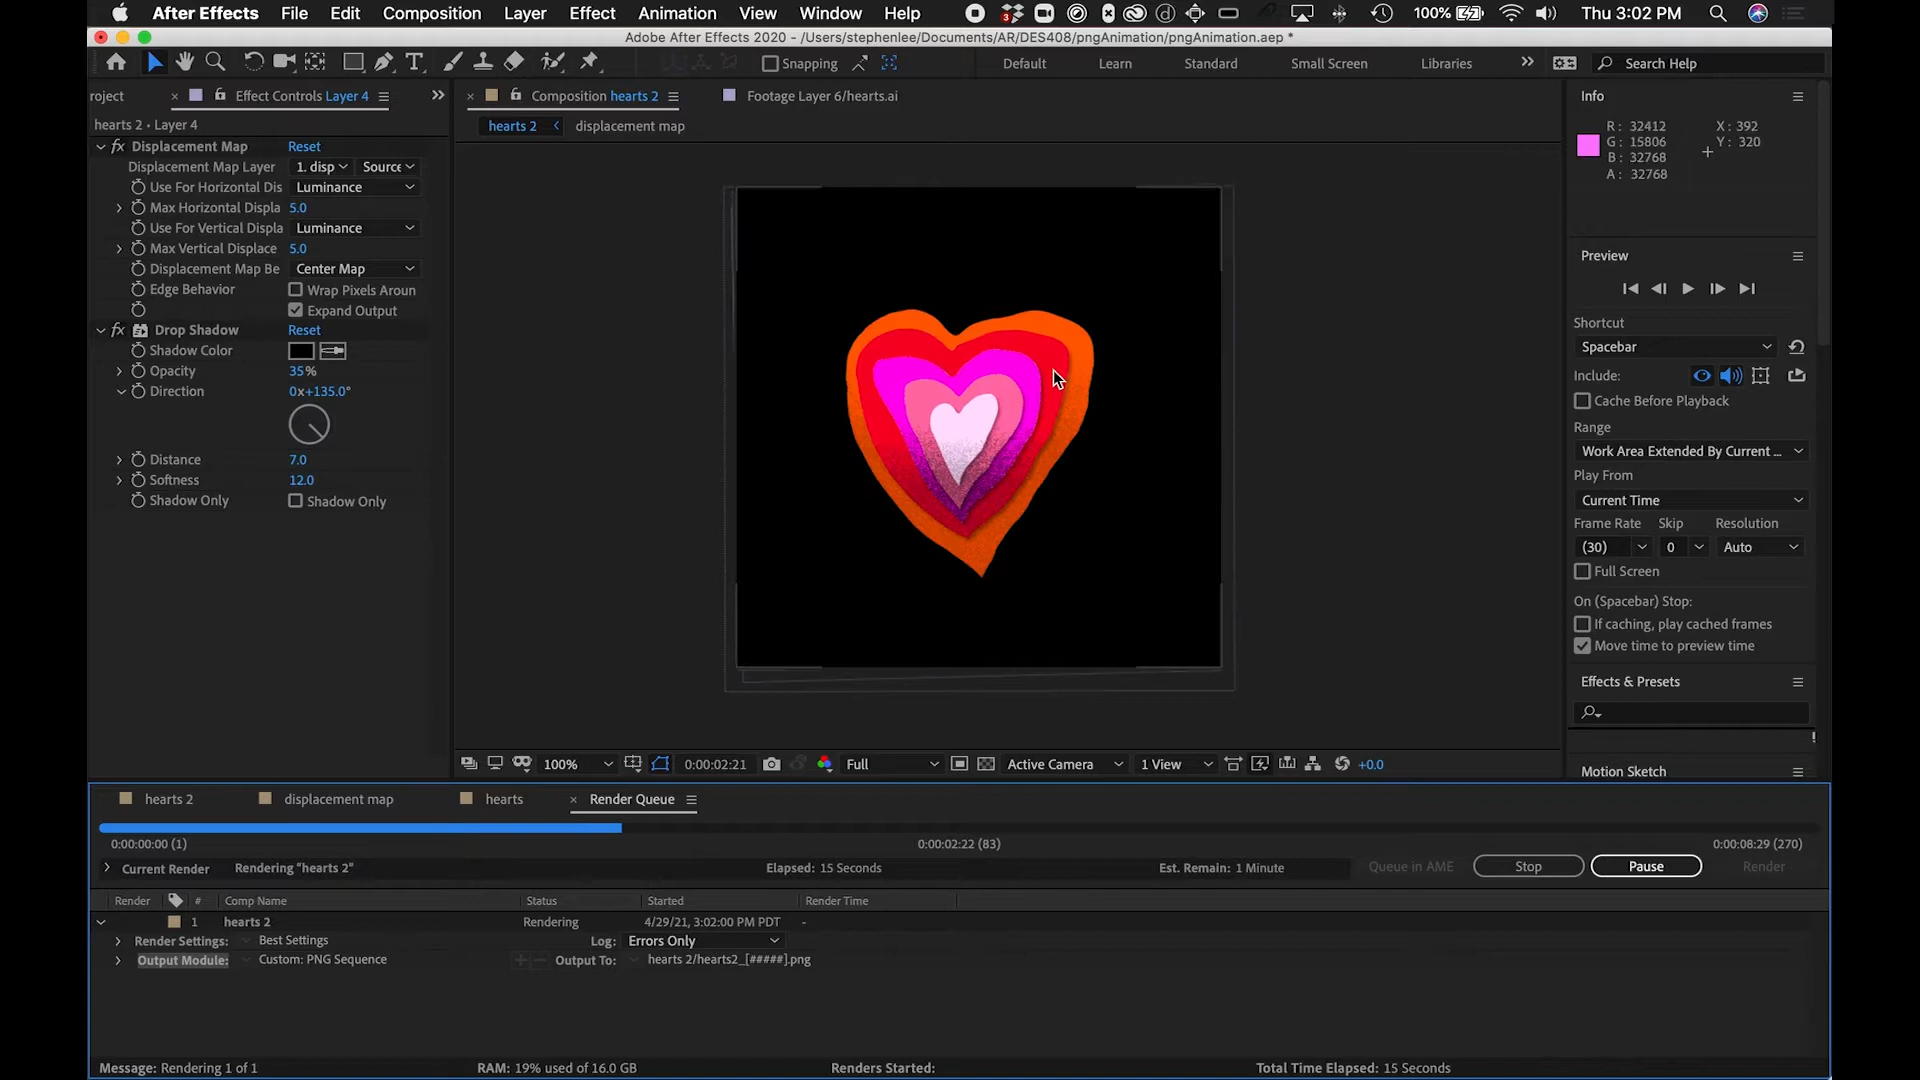 After Effects File Edit Composition Layer Effect Animation View Window Help 3 100% Thu 3:02 PM
Adobe After Effects 2020 - /Users/stephenlee/Documents/AR/DES408/pngAnimation/pngAnimation.aep *
Snapping Default Learn Standard Small Screen Libraries Search Help
roject × Effect Controls Layer 4 × Composition hearts 2 Footage Layer 6/hearts.ai
hearts 2 • Layer 4
hearts 2 displacement map
fx Displacement Map Reset
Displacement Map Layer 1. disp Source
Use For Horizontal Dis Luminance
Max Horizontal Displa 5.0
Use For Vertical Displa Luminance
Max Vertical Displace 5.0
Displacement Map Be Center Map
Edge Behavior Wrap Pixels Aroun
Expand Output
fx Drop Shadow Reset
Shadow Color
Opacity 35%
Direction 0x+135.0°
Distance 7.0
Softness 12.0
Shadow Only Shadow Only
100% 0:00:02:21 Full Active Camera 1 View +0.0
Info
R: 32412 X: 392
G: 15806 Y: 320
B: 32768
A: 32768
Preview
Shortcut
Spacebar
Include:
Cache Before Playback
Range
Work Area Extended By Current ...
Play From
Current Time
Frame Rate Skip Resolution
(30) 0 Auto
Full Screen
On (Spacebar) Stop:
If caching, play cached frames
Move time to preview time
Effects & Presets
Motion Sketch
hearts 2 displacement map hearts × Render Queue
0:00:00:00 (1) 0:00:02:22 (83) 0:00:08:29 (270)
Current Render Rendering "hearts 2" Elapsed: 15 Seconds Est. Remain: 1 Minute Queue in AME Stop Pause Render
Render # Comp Name Status Started Render Time
1 hearts 2 Rendering 4/29/21, 3:02:00 PM PDT -
Render Settings: Best Settings Log: Errors Only
Output Module: Custom: PNG Sequence Output To: hearts 2/hearts2_[#####].png
Message: Rendering 1 of 1 RAM: 19% used of 16.0 GB Renders Started: Total Time Elapsed: 15 Seconds